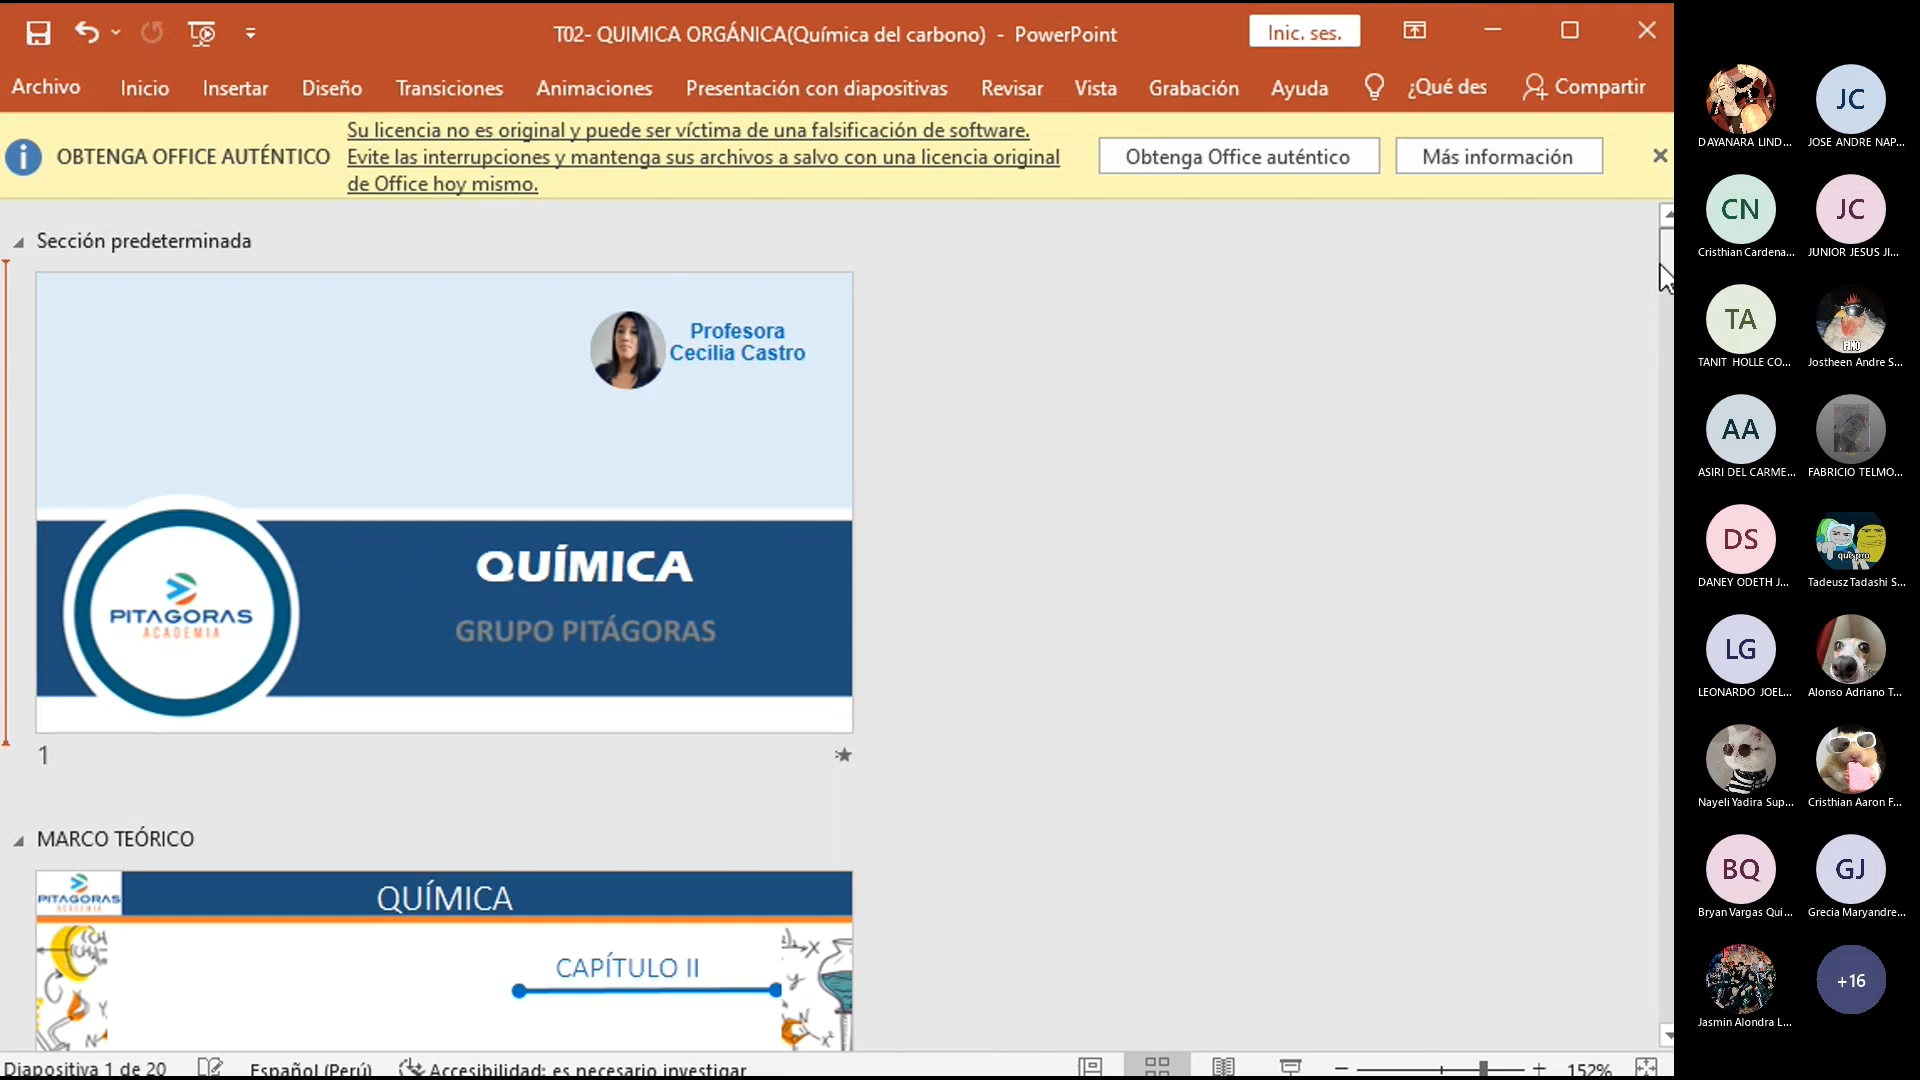 T02- QUIMICA ORGÁNICA(Química del carbono) - PowerPoint
Inic. ses.
Archivo Inicio Insertar Diseño Transiciones Animaciones Presentación con diapositivas Revisar Vista Grabación Ayuda ¿Qué des Compartir
OBTENGA OFFICE AUTÉNTICO
Su licencia no es original y puede ser víctima de una falsificación de software.
Evite las interrupciones y mantenga sus archivos a salvo con una licencia original
de Office hoy mismo.
Obtenga Office auténtico
Más información
Sección predeterminada
Profesora
Cecilia Castro
QUÍMICA
GRUPO PITÁGORAS
PITAGORAS
ACADEMIA
1
MARCO TEÓRICO
PITAGORAS
ACADEMIA
QUÍMICA
CAPÍTULO II
Diapositiva 1 de 20 Español (Perú) Accesibilidad: es necesario investigar 152%
DAYANARA LIND...
JC
JOSE ANDRE NAP...
CN
Cristhian Cardena...
JC
JUNIOR JESUS JI...
TA
TANIT HOLLE CO...
FINO
Jostheen Andre S...
AA
ASIRI DEL CARME...
FABRICIO TELMO...
DS
DANEY ODETH J...
que pro
Tadeusz Tadashi S...
LG
LEONARDO JOEL...
Alonso Adriano T...
Nayeli Yadira Sup...
Cristhian Aaron F...
BQ
Bryan Vargas Qui...
GJ
Grecia Maryandre...
Jasmin Alondra L...
+16